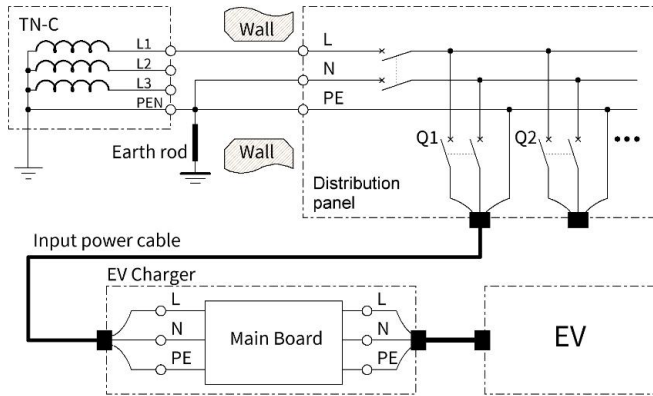 TN-C
L1
L2
L3
PEN
Wall
Wall
Earth rod
L
N
PE
Q1
Q2
Distribution
panel
Input power cable
EV Charger
L
N
PE
Main Board
L
N
PE
EV